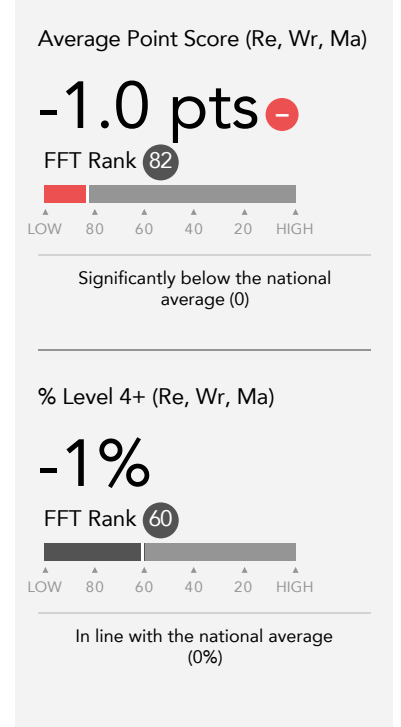 Average Point Score (Re, Wr, Ma)
-1.0 pts –
FFT Rank 82
LOW 80 60 40 20 HIGH
Significantly below the national
average (0)
% Level 4+ (Re, Wr, Ma)
-1%
FFT Rank 60
LOW 80 60 40 20 HIGH
In line with the national average
(0%)